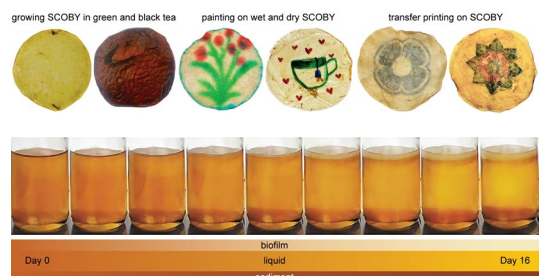 growing SCOBY in green and black tea
painting on wet and dry SCOBY
transfer printing on SCOBY
biofilm
Day 0
liquid
Day 16